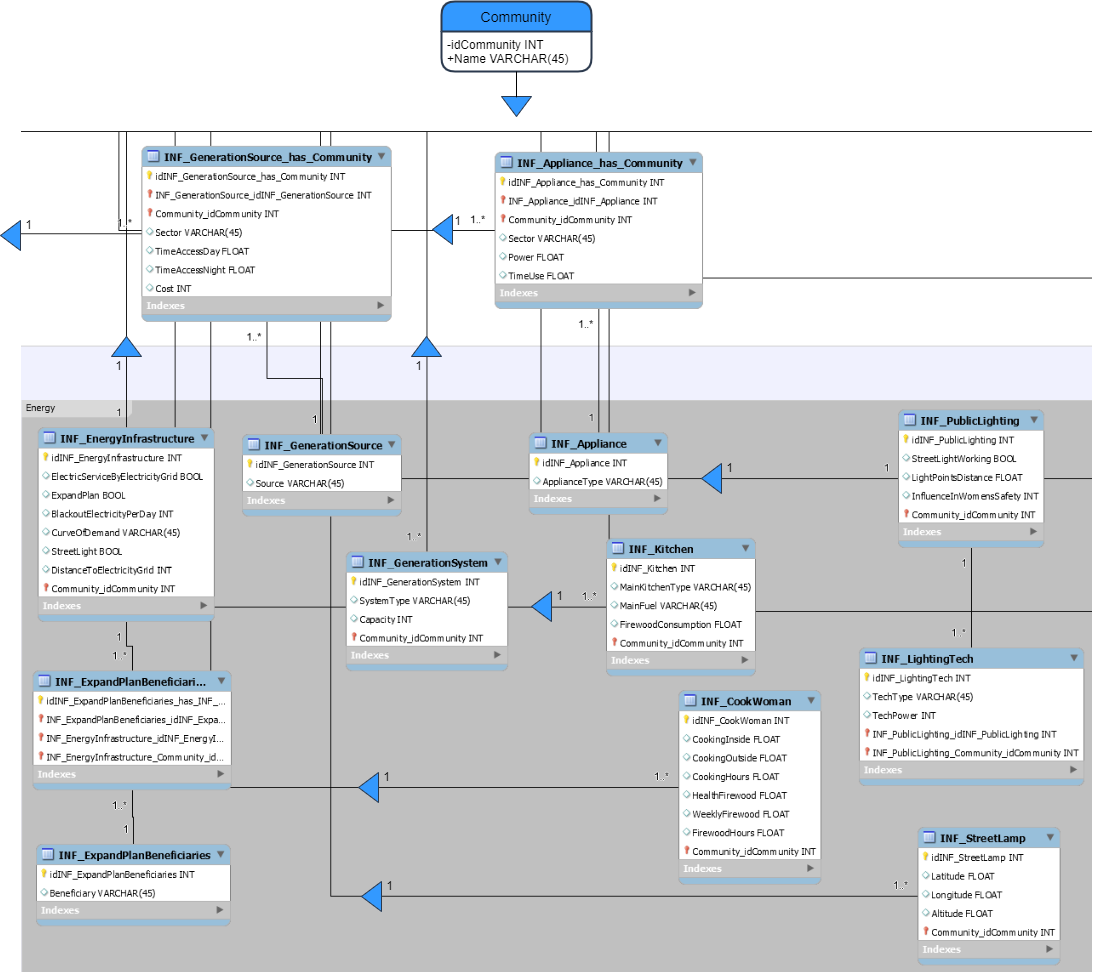 Community
-idCommunity INT
+Name VARCHAR(45)
INF_GenerationSource_has_Community
idINF_GenerationSource_has_Community INT
INF_GenerationSource_idINF_GenerationSource INT
Community_idCommunity INT
Sector VARCHAR(45)
TimeAccessDay FLOAT
TimeAccessNight FLOAT
Cost INT
Indexes
INF_Appliance_has_Community
idINF_Appliance_has_Community INT
INF_Appliance_idINF_Appliance INT
Community_idCommunity INT
Sector VARCHAR(45)
Power FLOAT
TimeUse FLOAT
Indexes
1
1..*
1
1..*
1..*
1..*
1
1
Energy
1
1
1
INF_EnergyInfrastructure
idINF_EnergyInfrastructure INT
ElectricServiceByElectricityGrid BOOL
ExpandPlan BOOL
BlackoutElectricityPerDay INT
CurveOfDemand VARCHAR(45)
StreetLight BOOL
DistanceToElectricityGrid INT
Community_idCommunity INT
Indexes
INF_GenerationSource
idINF_GenerationSource INT
Source VARCHAR(45)
Indexes
INF_Appliance
idINF_Appliance INT
ApplianceType VARCHAR(45)
Indexes
1
1
INF_PublicLighting
idINF_PublicLighting INT
StreetLightWorking BOOL
LightPointsDistance FLOAT
InfluenceInWomensSafety INT
Community_idCommunity INT
Indexes
1..*
INF_GenerationSystem
idINF_GenerationSystem INT
SystemType VARCHAR(45)
Capacity INT
Community_idCommunity INT
Indexes
1
1..*
INF_Kitchen
idINF_Kitchen INT
MainKitchenType VARCHAR(45)
MainFuel VARCHAR(45)
FirewoodConsumption FLOAT
Community_idCommunity INT
Indexes
1
1..*
1
1..*
INF_ExpandPlanBeneficiari...
idINF_ExpandPlanBeneficiaries_has_INF_...
INF_ExpandPlanBeneficiaries_idINF_Expa...
INF_EnergyInfrastructure_idINF_EnergyI...
INF_EnergyInfrastructure_Community_id...
Indexes
INF_LightingTech
idINF_LightingTech INT
TechType VARCHAR(45)
TechPower INT
INF_PublicLighting_idINF_PublicLighting INT
INF_PublicLighting_Community_idCommunity INT
Indexes
1
1..*
INF_CookWoman
idINF_CookWoman INT
CookingInside FLOAT
CookingOutside FLOAT
CookingHours FLOAT
HealthFirewood FLOAT
WeeklyFirewood FLOAT
FirewoodHours FLOAT
Community_idCommunity INT
Indexes
1..*
1
INF_ExpandPlanBeneficiaries
idINF_ExpandPlanBeneficiaries INT
Beneficiary VARCHAR(45)
Indexes
1
1..*
INF_StreetLamp
idINF_StreetLamp INT
Latitude FLOAT
Longitude FLOAT
Altitude FLOAT
Community_idCommunity INT
Indexes